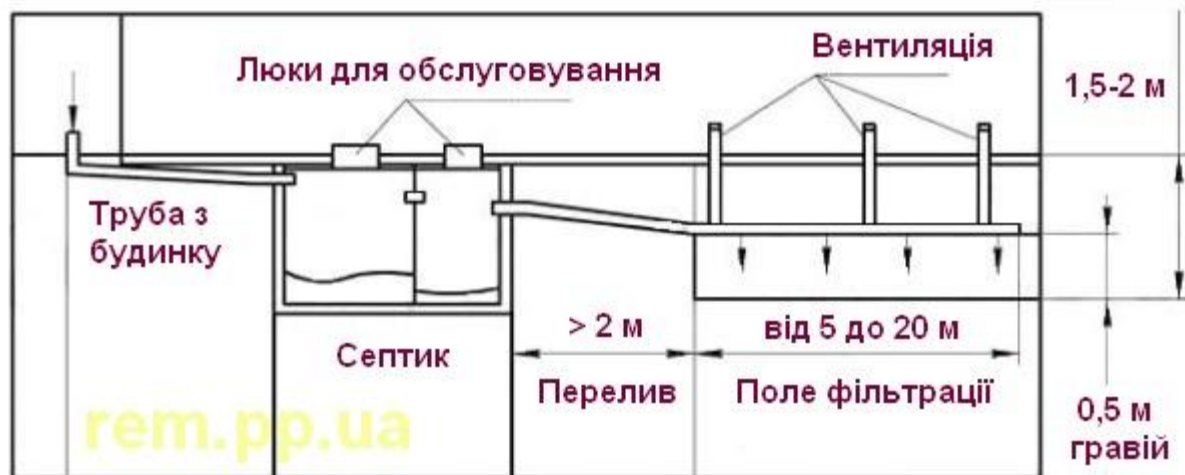 Вентиляція
Люки для обслуговування
1,5-2 м
Труба з
будинку
> 2 м
від 5 до 20 м
Септик
Перелив
Поле фільтрації
0,5 м
гравій
rem.pp.ua